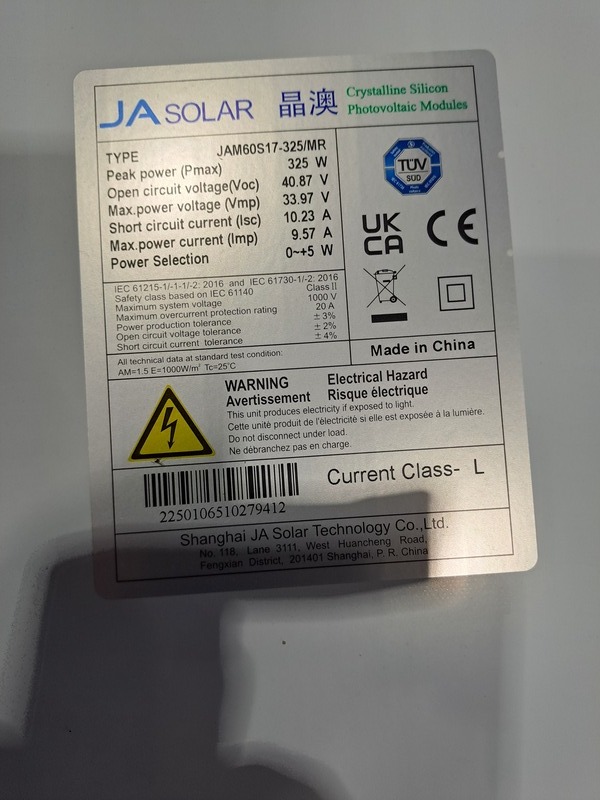 JA SOLAR 晶澳 Crystalline Silicon
Photovoltaic Modules
TYPE JAM60S17-325/MR
Peak power (Pmax) 325 W
Open circuit voltage(Voc) 40.87 V
Max.power voltage (Vmp) 33.97 V
Short circuit current (Isc) 10.23 A
Max.power current (Imp) 9.57 A
Power Selection 0~+5 W
TÜV
SÜD
UK
CA
CE
IEC 61215-1/-1-1/-2: 2016 and IEC 61730-1/-2: 2016
Safety class based on IEC 61140 Class II
Maximum system voltage 1000 V
Maximum overcurrent protection rating 20 A
Power production tolerance ±3%
Open circuit voltage tolerance ±2%
Short circuit current tolerance ±4%
All technical data at standard test condition:
AM=1.5 E=1000W/m² Tc=25°C
Made in China
WARNING Electrical Hazard
Avertissement Risque électrique
This unit produces electricity if exposed to light.
Cette unité produit de l'électricité si elle est exposée à la lumière.
Do not disconnect under load.
Ne débranchez pas en charge.
2250106510279412
Current Class- L
Shanghai JA Solar Technology Co.,Ltd.
No. 118, Lane 3111, West Huancheng Road,
Fengxian District, 201401 Shanghai, P. R. China